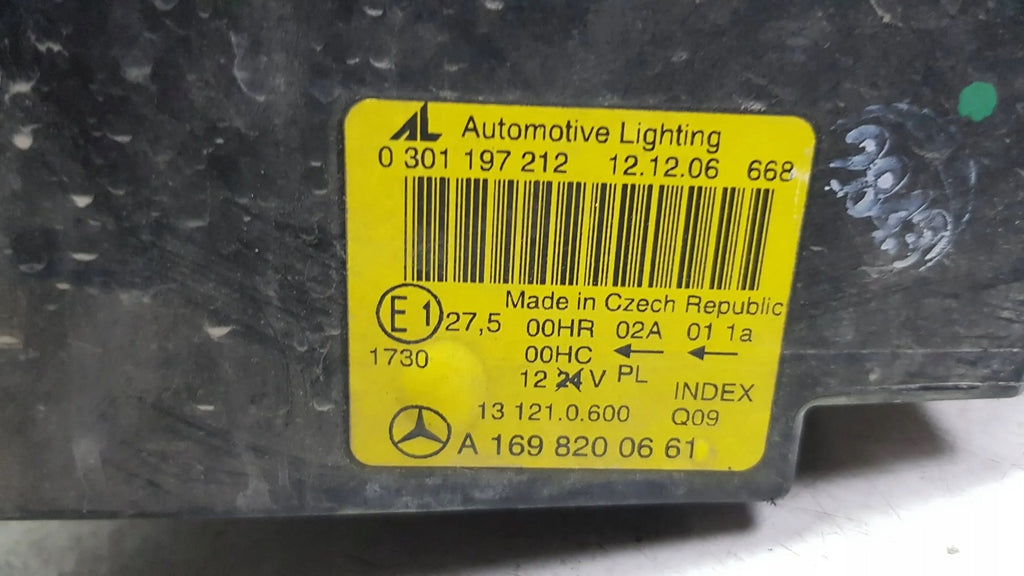 AL Automotive Lighting
0 301 197 212 12.12.06 668
Made in Czech Republic
E1 27,5 00HR 02A 01 1a
1730 00HC ← ←
12 24 V PL
INDEX
13 121.0.600 Q09
A 169 820 06 61